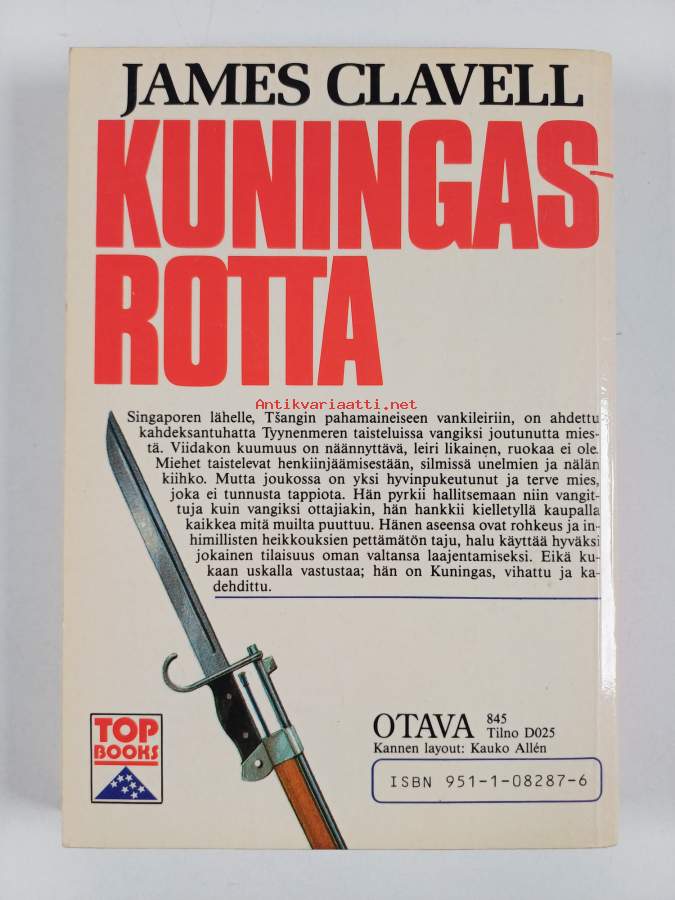 JAMES CLAVELL
KUNINGAS-
ROTTA
Antikvariaatti.net
Singaporen lähelle, Tšangin pahamaineiseen vankileiriin, on ahdettu
kahdeksantuhatta Tyynenmeren taisteluissa vangiksi joutunutta mies-
tä. Viidakon kuumuus on näännyttävä, leiri likainen, ruokaa ei ole.
Miehet taistelevat henkiinjäämisestään, silmissä unelmien ja nälän
kiihko. Mutta joukossa on yksi hyvinpukeutunut ja terve mies,
joka ei tunnusta tappiota. Hän pyrkii hallitsemaan niin vangit-
tuja kuin vangiksi ottajiakin, hän hankkii kielletyllä kaupalla
kaikkea mitä muilta puuttuu. Hänen aseensa ovat rohkeus ja in-
himillisten heikkouksien pettämätön taju, halu käyttää hyväksi
jokainen tilaisuus oman valtansa laajentamiseksi. Eikä ku-
kaan uskalla vastustaa; hän on Kuningas, vihattu ja ka-
dehdittu.
TOP
BOOKS
OTAVA 845
Tilno D025
Kannen layout: Kauko Allén
ISBN 951-1-08287-6